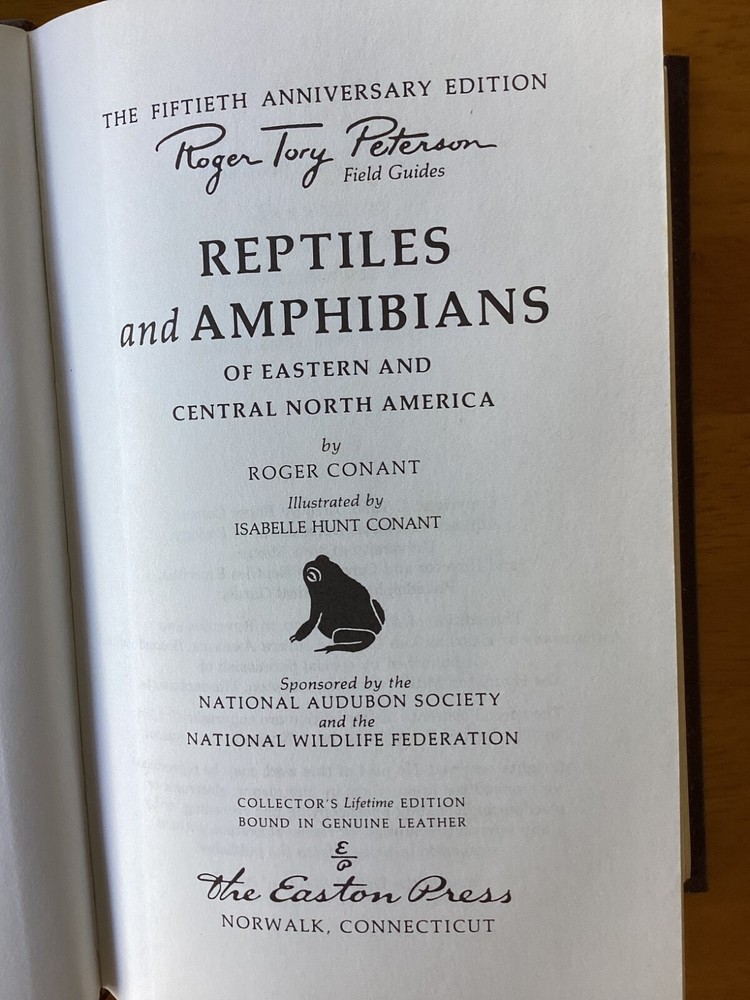 THE FIFTIETH ANNIVERSARY EDITION
Roger Tory Peterson
Field Guides
REPTILES
and AMPHIBIANS
OF EASTERN AND
CENTRAL NORTH AMERICA
by
ROGER CONANT
Illustrated by
ISABELLE HUNT CONANT
Sponsored by the
NATIONAL AUDUBON SOCIETY
and the
NATIONAL WILDLIFE FEDERATION
COLLECTOR'S Lifetime EDITION
BOUND IN GENUINE LEATHER
E
P
The Easton Press
NORWALK, CONNECTICUT